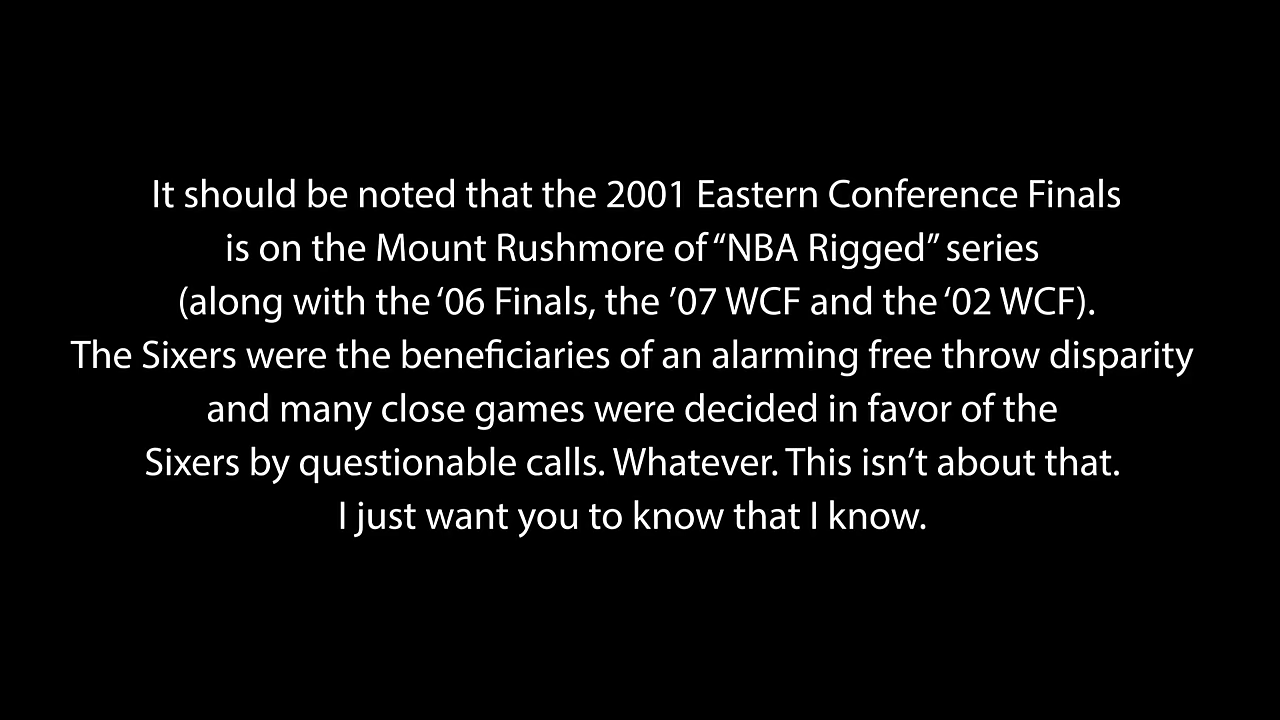 It should be noted that the 2001 Eastern Conference Finals
is on the Mount Rushmore of “NBA Rigged” series
(along with the ‘06 Finals, the ’07 WCF and the ‘02 WCF).
The Sixers were the beneficiaries of an alarming free throw disparity
and many close games were decided in favor of the
Sixers by questionable calls. Whatever. This isn’t about that.
I just want you to know that I know.